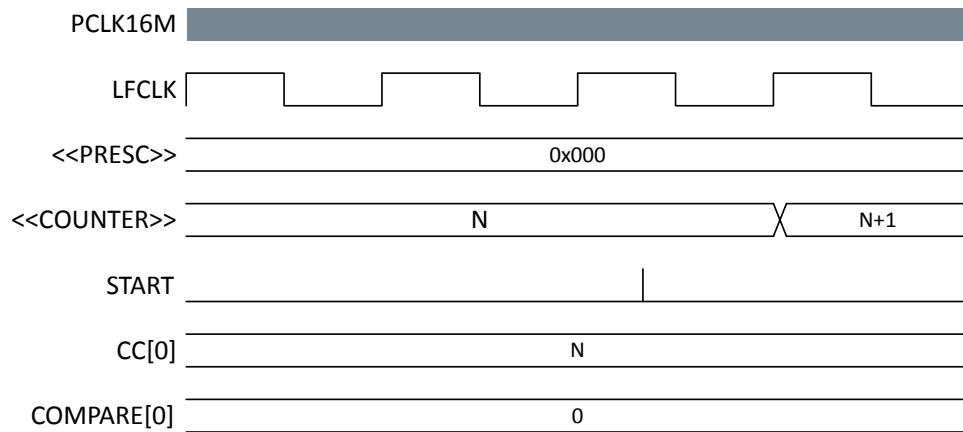 PCLK16M
LFCLK
<<PRESC>> 0x000
<<COUNTER>> N N+1
START
CC[0] N
COMPARE[0] 0